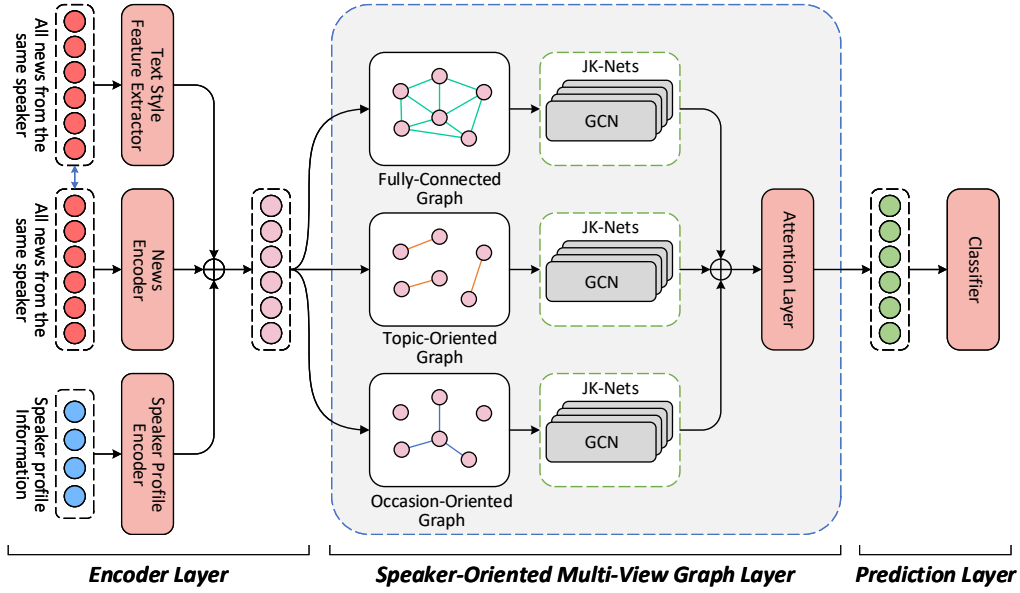 All news from the
same speaker
Text Style
Feature Extractor
All news from the
same speaker
News
Encoder
Speaker profile
Information
Speaker Profile
Encoder
Fully-Connected
Graph
JK-Nets
GCN
Topic-Oriented
Graph
JK-Nets
GCN
Occasion-Oriented
Graph
JK-Nets
GCN
Attention Layer
Classifier
Encoder Layer
Speaker-Oriented Multi-View Graph Layer
Prediction Layer